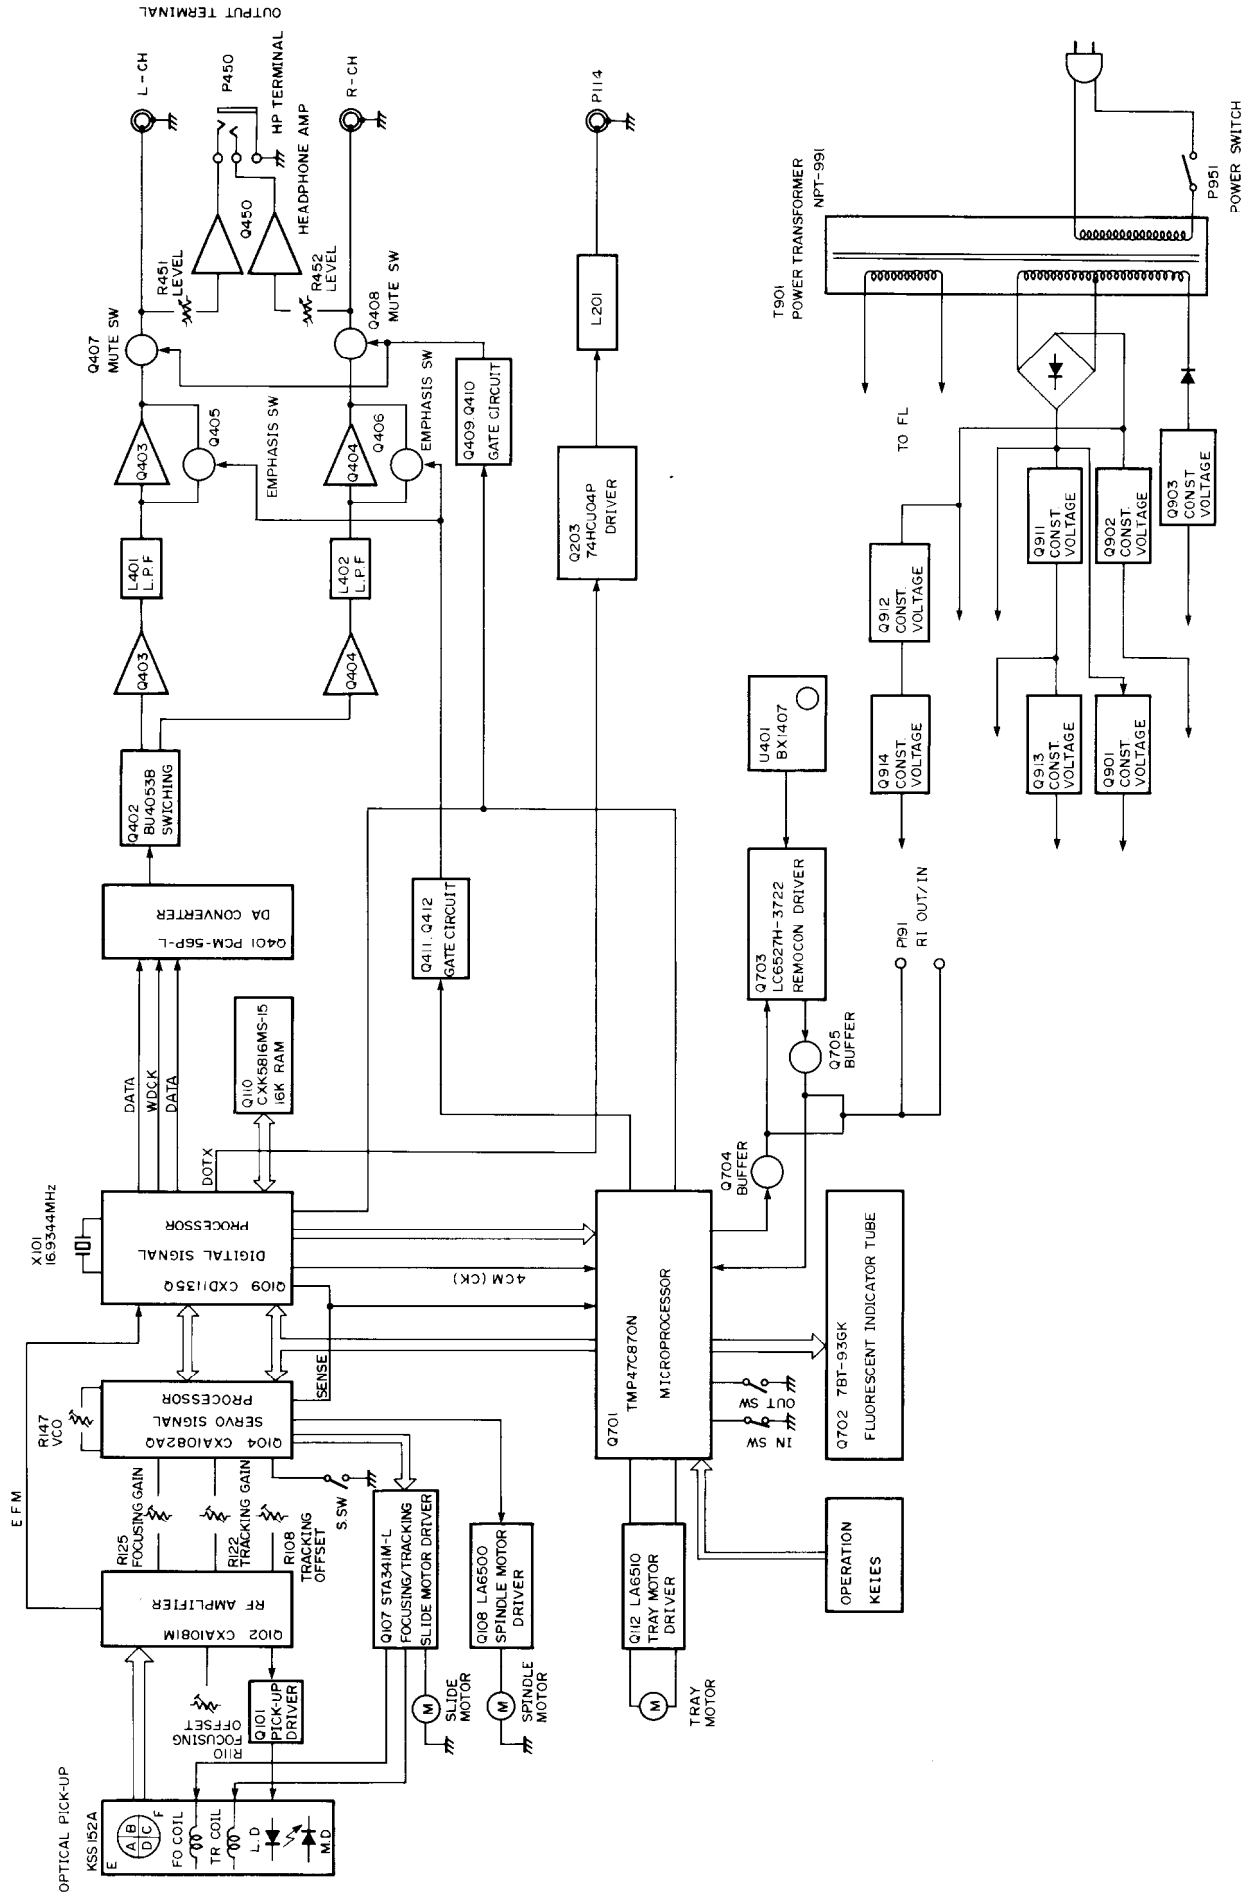 OPTICAL PICK-UP
KSS152A
E
A B
D C
F
FO COIL
TR COIL
L.D
M.D
R110
FOCUSING
OFFSET
Q101
PICK-UP
DRIVER
Q102 CXA1081M
RF AMPLIFIER
EFM
R125
FOCUSING GAIN
R122
TRACKING GAIN
R108
TRACKING
OFFSET
S.SW
R147
VCO
Q104 CXA1082AQ
SERVO SIGNAL
PROCESSOR
SENSE
Q107 STA341M-L
FOCUSING/TRACKING
SLIDE MOTOR DRIVER
M
SLIDE
MOTOR
Q108 LA6500
SPINDLE MOTOR
DRIVER
M
SPINDLE
MOTOR
X101
16.9344MHz
Q109 CXD1135Q
DIGITAL SIGNAL
PROCESSOR
4CM(CK)
DATA
WDCK
DATA
DOTX
Q110
CXK5816MS-15
16K RAM
Q401 PCM-56P-L
DA CONVERTER
Q402
BU4053B
SWICHING
Q403
Q404
L401
L.P.F
L402
L.P.F
Q403
Q404
Q405
EMPHASIS SW
Q406
EMPHASIS SW
Q407
MUTE SW
Q408
MUTE SW
Q409.Q410
GATE CIRCUIT
Q411.Q412
GATE CIRCUIT
R451
LEVEL
R452
LEVEL
Q450
HEADPHONE AMP
P450
HP TERMINAL
L-CH
R-CH
OUTPUT TERMINAL
Q203
74HCU04P
DRIVER
L201
P114
Q112 LA6510
TRAY MOTOR
DRIVER
M
TRAY
MOTOR
Q701
TMP47C870N
MICROPROCESSOR
IN SW
OUT SW
OPERATION
KEIES
Q702 7BT-93GK
FLUORESCENT INDICATOR TUBE
Q704
BUFFER
Q705
BUFFER
Q703
LC6527H-3722
REMOCON DRIVER
U401
BX1407
P191
RI OUT/IN
Q914
CONST.
VOLTAGE
Q912
CONST.
VOLTAGE
Q913
CONST.
VOLTAGE
Q911
CONST.
VOLTAGE
Q901
CONST.
VOLTAGE
Q902
CONST.
VOLTAGE
Q903
CONST
VOLTAGE
TO FL
T901
POWER TRANSFORMER
NPT-991
P951
POWER SWITCH